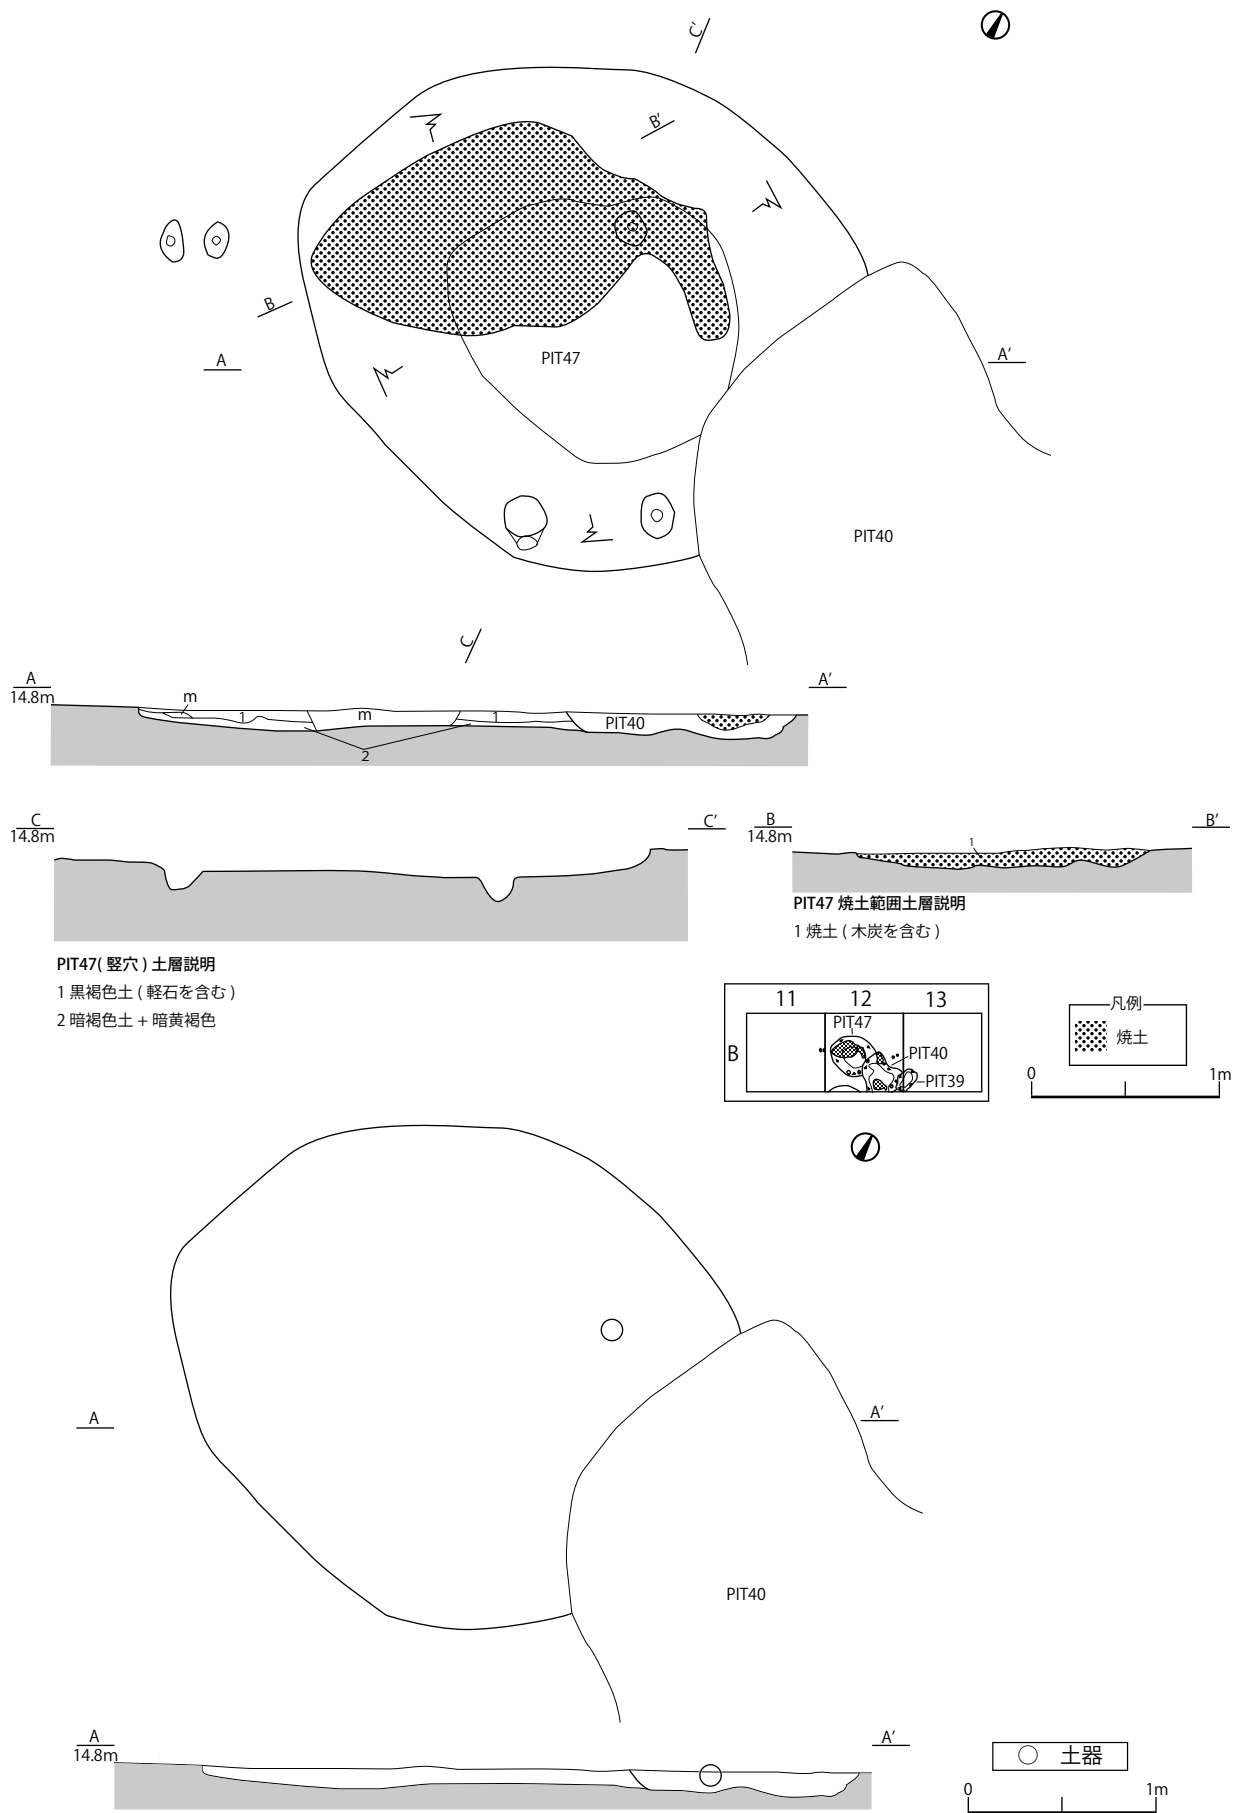 C'
B'
B
A
A'
PIT47
PIT40
C
A
14.8m
A'
m
1
m
1
PIT40
2
C
14.8m
C'
B
14.8m
B'
1
PIT47 焼土範囲土層説明
1 焼土 ( 木炭を含む )
PIT47( 竪穴 ) 土層説明
1 黒褐色土 ( 軽石を含む )
2 暗褐色土 + 暗黄褐色
11 12 13
B
PIT47
PIT40
PIT39
凡例
焼土
0 1m
A
A'
PIT40
A
14.8m
A'
土器
0 1m